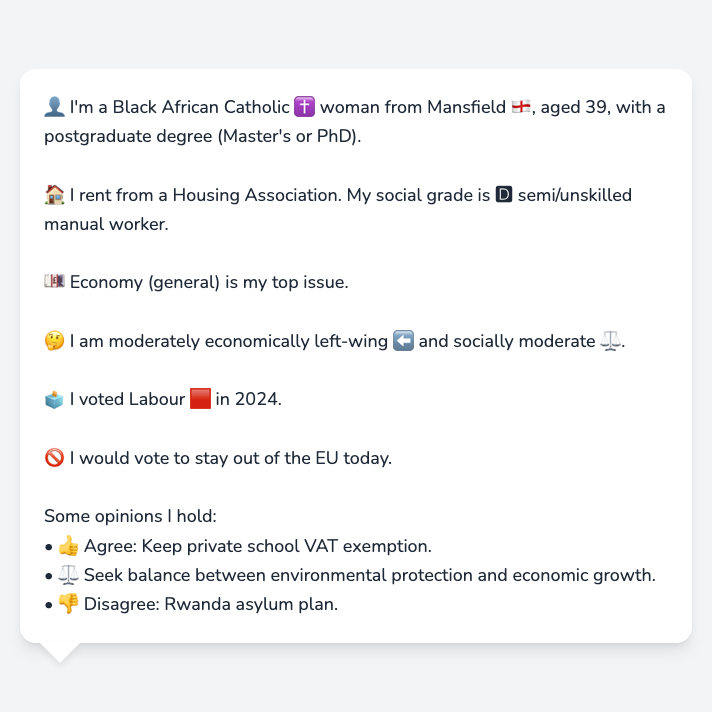 👤 I'm a Black African Catholic ✝️ woman from Mansfield 🏴󠁧󠁢󠁥󠁮󠁧󠁿, aged 39, with a
postgraduate degree (Master's or PhD).
🏠 I rent from a Housing Association. My social grade is 🅳 semi/unskilled
manual worker.
💷 Economy (general) is my top issue.
🤔 I am moderately economically left-wing ⬅️ and socially moderate ⚖️.
🗳️ I voted Labour 🟥 in 2024.
🚫 I would vote to stay out of the EU today.
Some opinions I hold:
• 👍 Agree: Keep private school VAT exemption.
• ⚖️ Seek balance between environmental protection and economic growth.
• 👎 Disagree: Rwanda asylum plan.